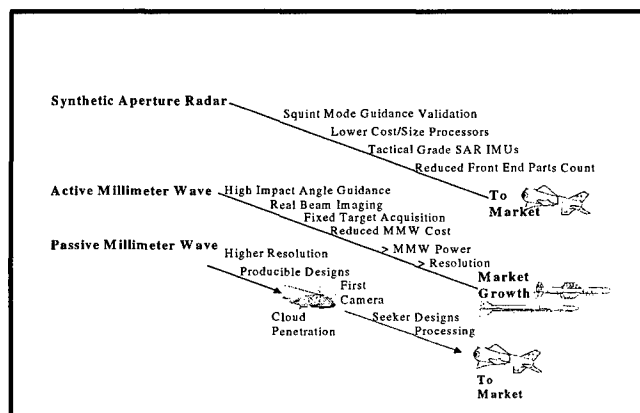 Synthetic Aperture Radar
Squint Mode Guidance Validation
Lower Cost/Size Processors
Tactical Grade SAR IMUs
Reduced Front End Parts Count
To
Market
Active Millimeter Wave
High Impact Angle Guidance
Real Beam Imaging
Fixed Target Acquisition
Reduced MMW Cost
> MMW Power
> Resolution
Market
Growth
Passive Millimeter Wave
Higher Resolution
Producible Designs
First
Camera
Cloud
Penetration
Seeker Designs
Processing
To
Market